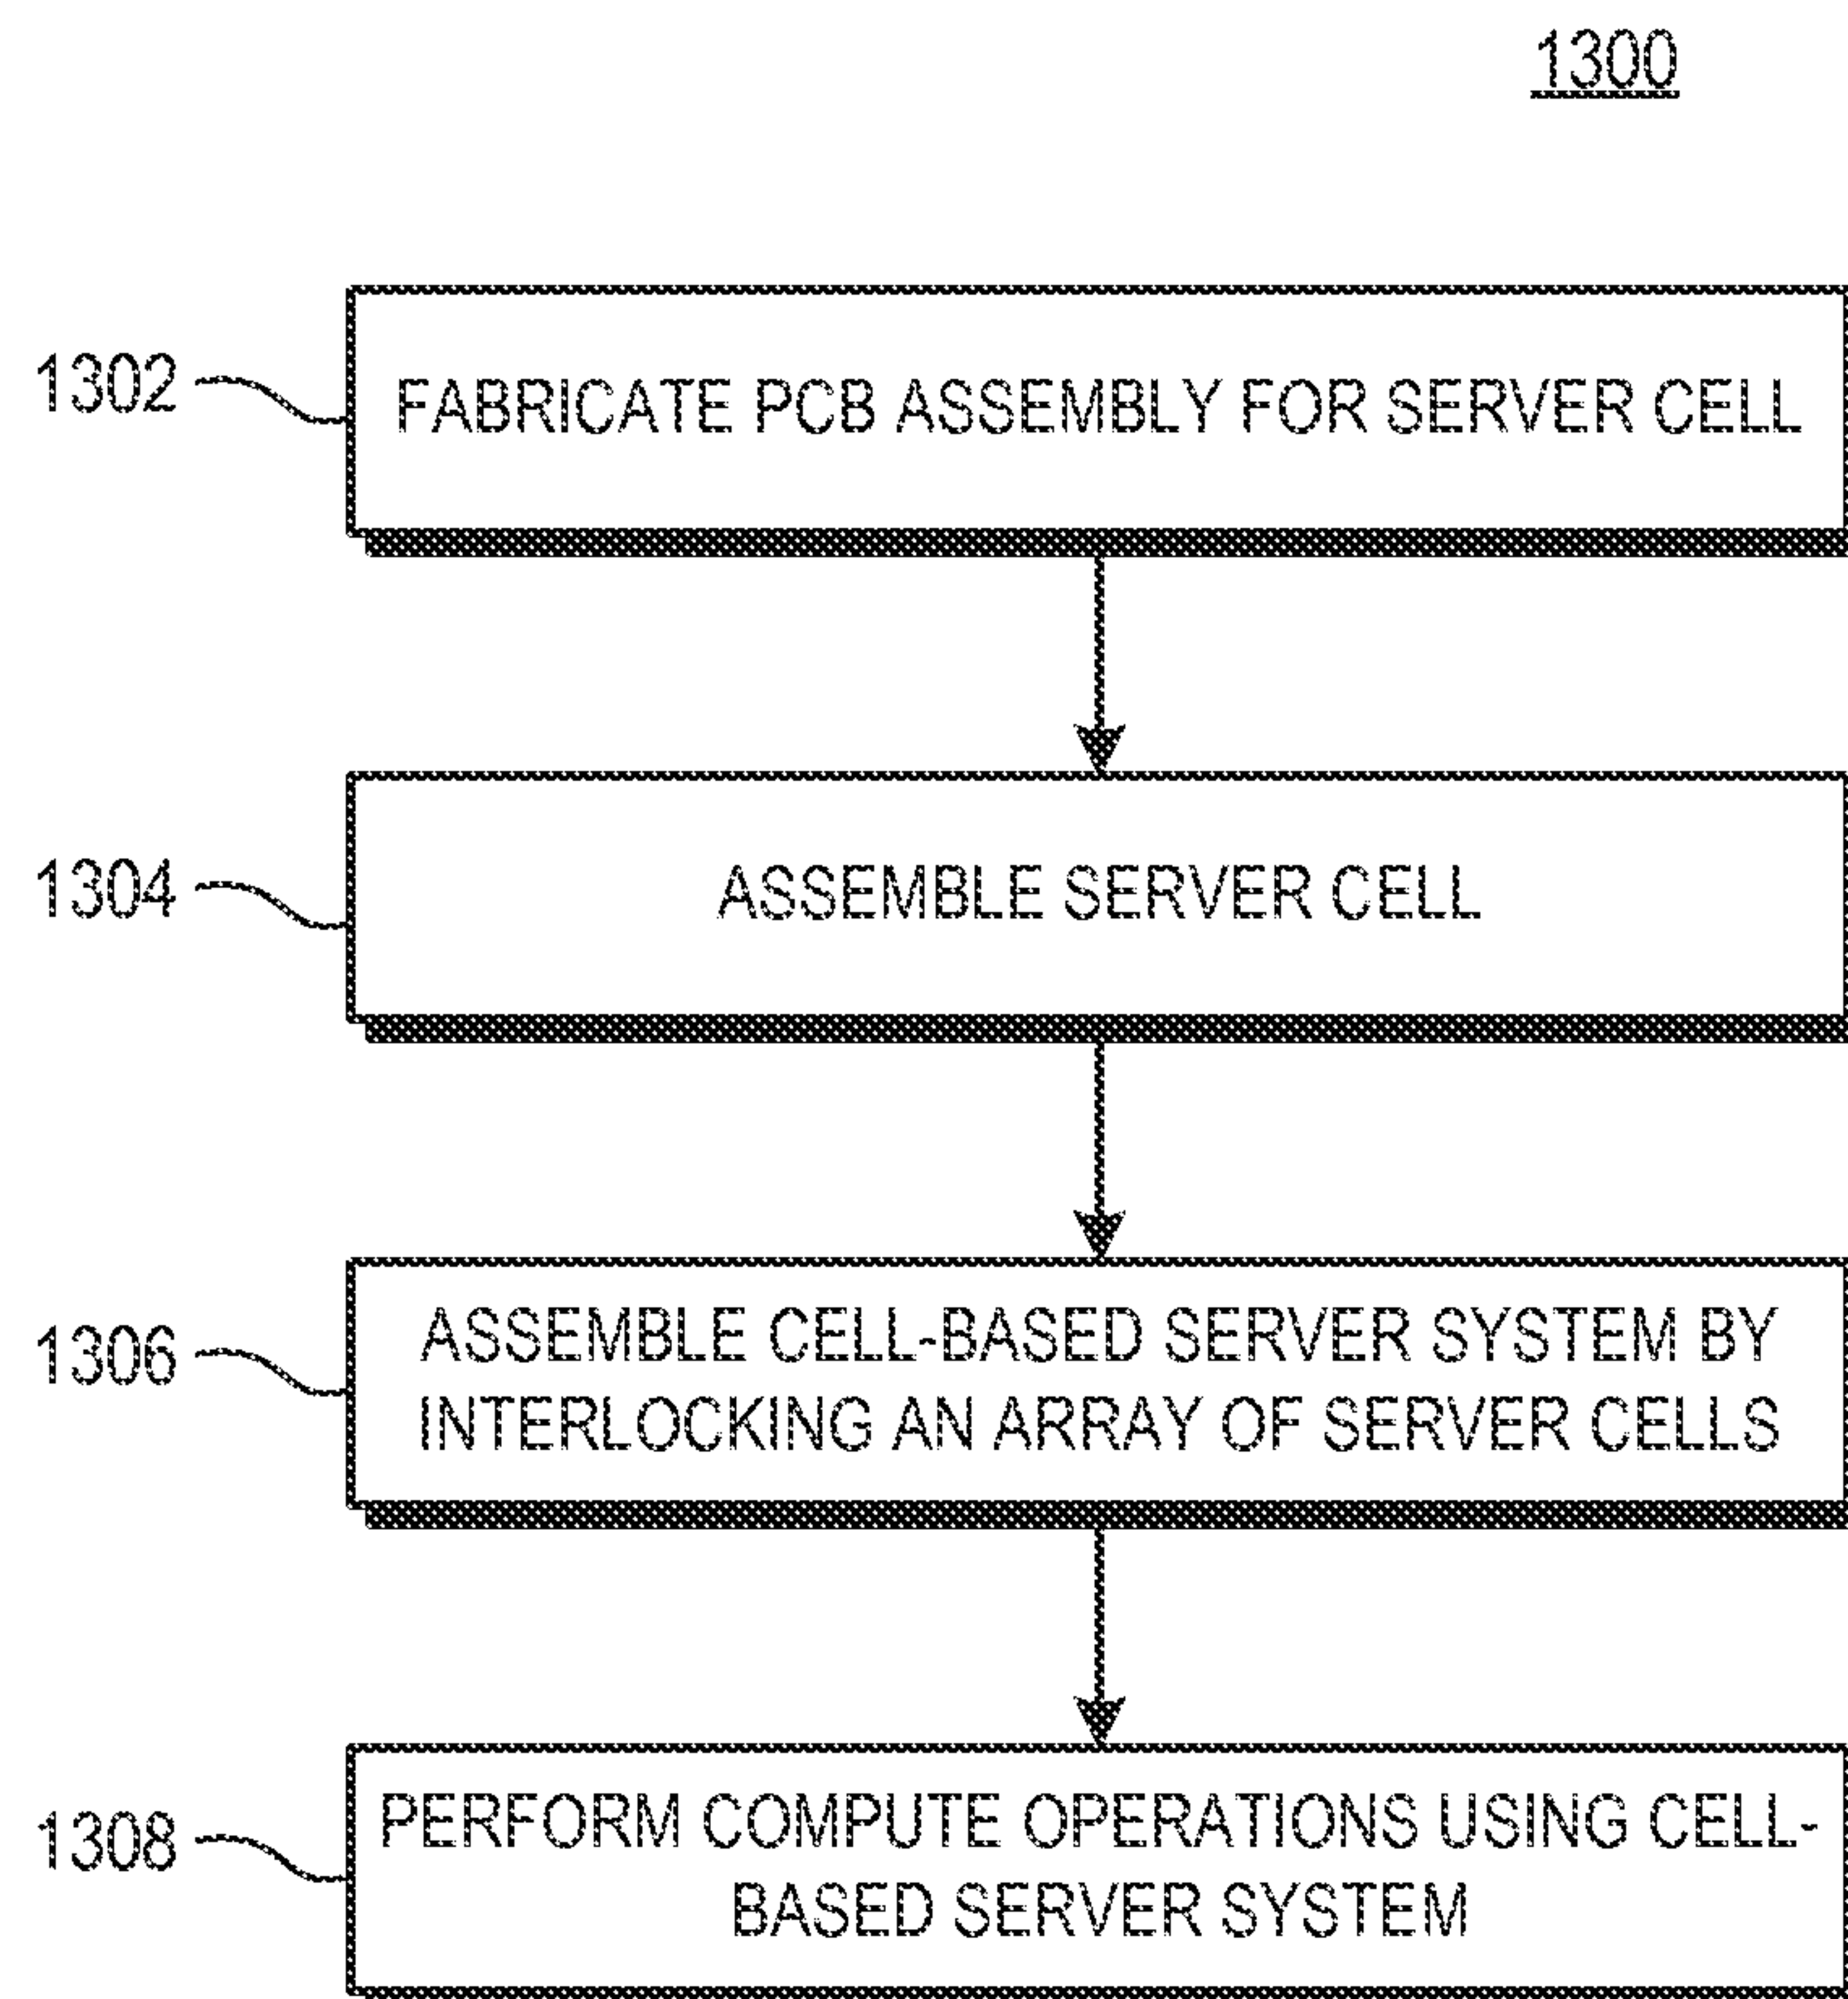 1300
1302
FABRICATE PCB ASSEMBLY FOR SERVER CELL
1304
ASSEMBLE SERVER CELL
1306
ASSEMBLE CELL-BASED SERVER SYSTEM BY
INTERLOCKING AN ARRAY OF SERVER CELLS
1308
PERFORM COMPUTE OPERATIONS USING CELL-
BASED SERVER SYSTEM